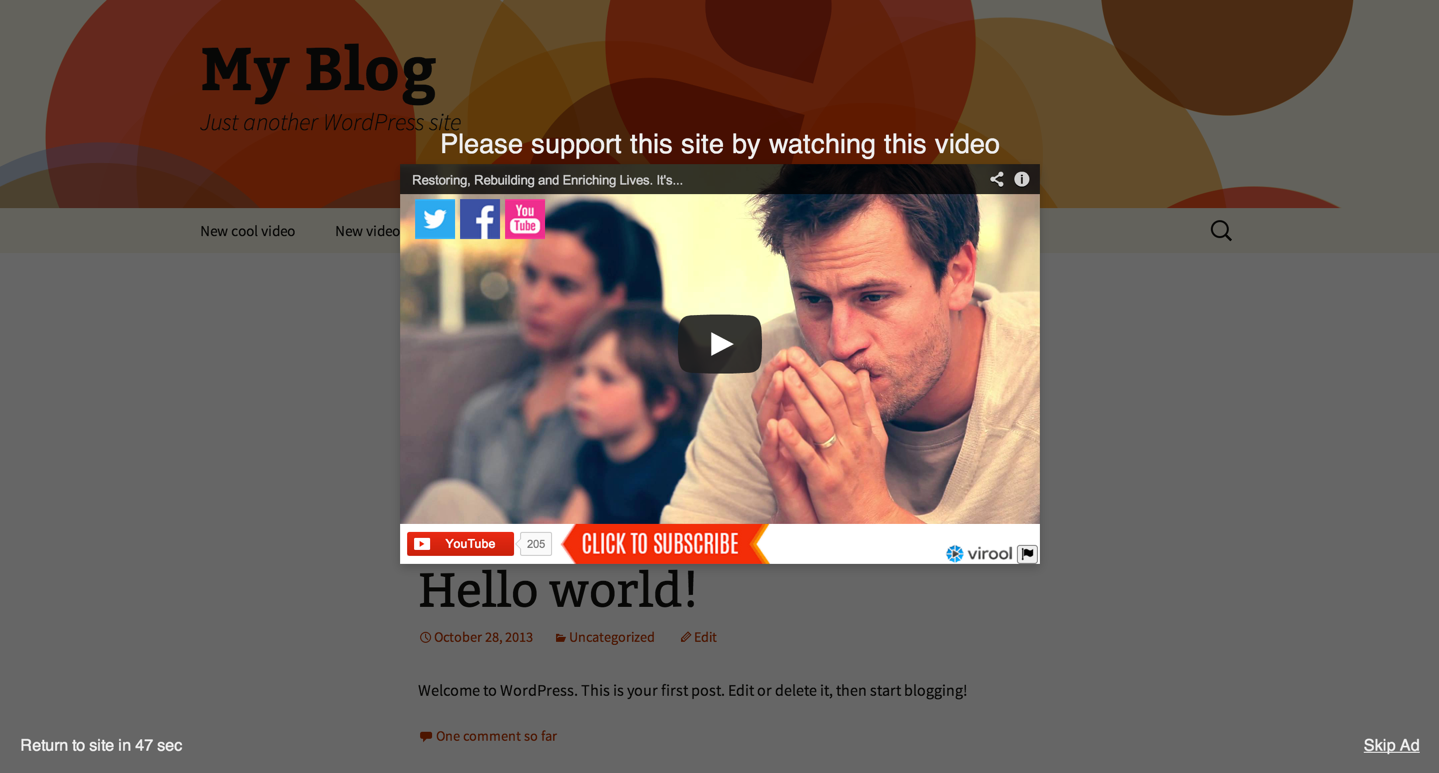 My Blog
Just another WordPress site
Please support this site by watching this video
Restoring, Rebuilding and Enriching Lives. It's...
You
Tube
New cool video
New video
YouTube
205
CLICK TO SUBSCRIBE
virool
Hello world!
October 28, 2013 Uncategorized Edit
Welcome to WordPress. This is your first post. Edit or delete it, then start blogging!
One comment so far
Return to site in 47 sec
Skip Ad